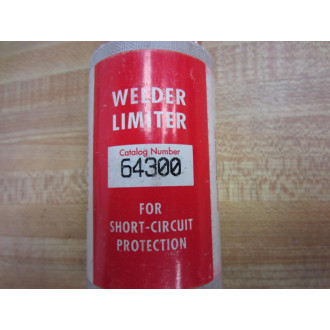 WELDER
LIMITER
Catalog Number
64300
FOR
SHORT-CIRCUIT
PROTECTION